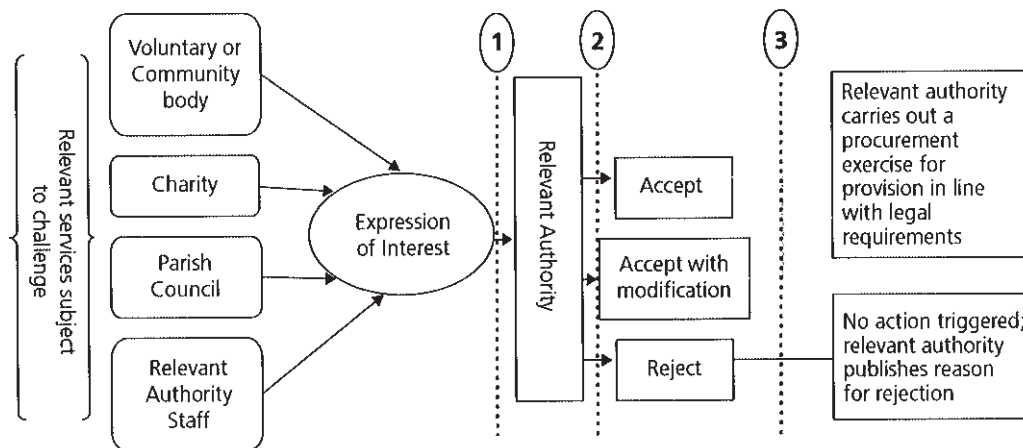 Relevant services subject
to challenge
Voluntary or
Community
body
Charity
Parish
Council
Relevant
Authority
Staff
Expression
of Interest
1
Relevant Authority
2
Accept
Accept with
modification
Reject
3
Relevant authority
carries out a
procurement
exercise for
provision in line
with legal
requirements
No action triggered;
relevant authority
publishes reason
for rejection